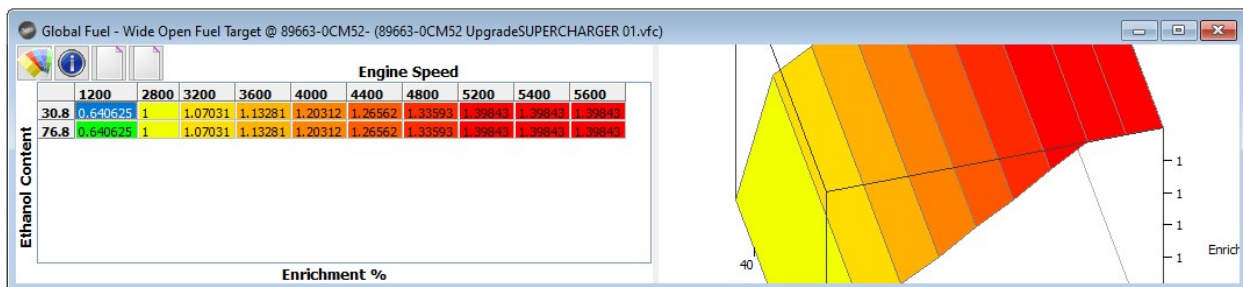 Global Fuel - Wide Open Fuel Target @ 89663-0CM52- (89663-0CM52 UpgradeSUPERCHARGER 01.vfc)
Engine Speed
1200 2800 3200 3600 4000 4400 4800 5200 5400 5600
30.8 0.640625 1 1.07031 1.13281 1.20312 1.26562 1.33593 1.39843 1.39843 1.39843
76.8 0.640625 1 1.07031 1.13281 1.20312 1.26562 1.33593 1.39843 1.39843 1.39843
Ethanol Content
Enrichment %
1
1
1
1
Enrich
40